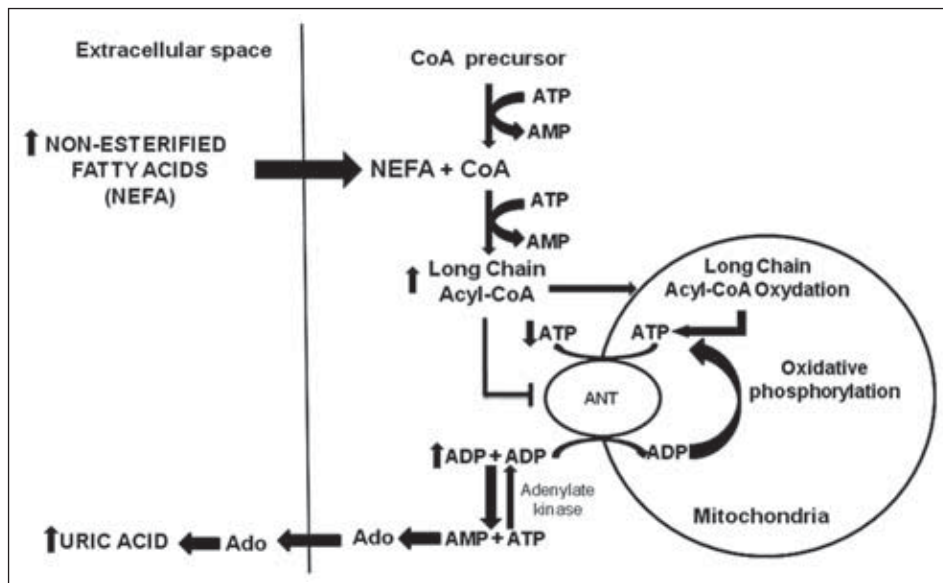 Extracellular space
CoA precursor
ATP
AMP
NON-ESTERIFIED
FATTY ACIDS
(NEFA)
NEFA + CoA
ATP
AMP
Long Chain
Acyl-CoA
Long Chain
Acyl-CoA Oxydation
ATP
ATP
Oxidative
phosphorylation
ANT
ADP + ADP
ADP
Adenylate
kinase
Mitochondria
URIC ACID
Ado
Ado
AMP + ATP